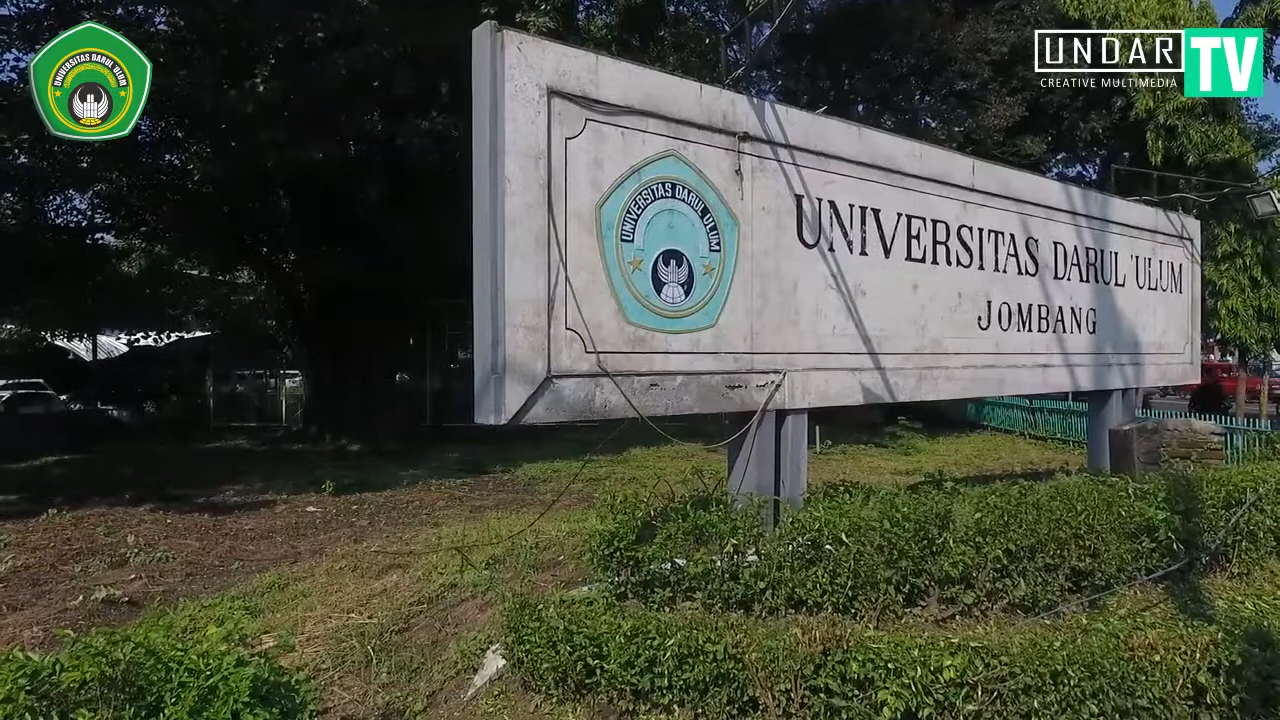 UNIVERSITAS DARUL 'ULUM
UNDAR TV
CREATIVE MULTIMEDIA
UNIVERSITAS DARUL 'ULUM
UNIVERSITAS DARUL 'ULUM
JOMBANG